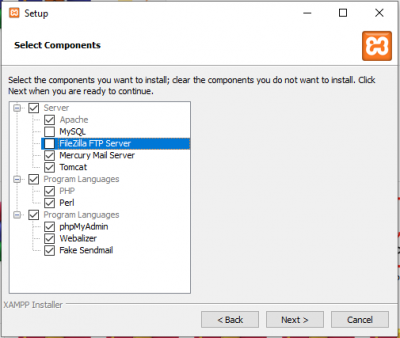 Setup
Select Components
Select the components you want to install; clear the components you do not want to install. Click
Next when you are ready to continue.
Server
Apache
MySQL
FileZilla FTP Server
Mercury Mail Server
Tomcat
Program Languages
PHP
Perl
Program Languages
phpMyAdmin
Webalizer
Fake Sendmail
XAMPP Installer
< Back
Next >
Cancel